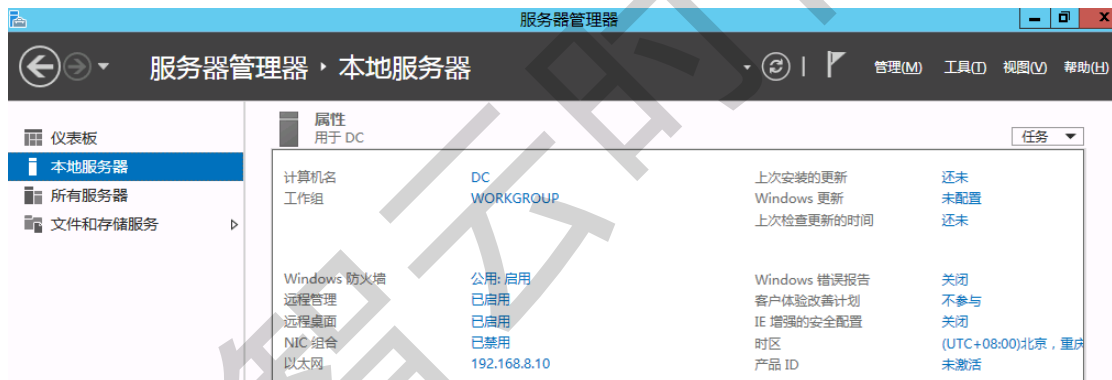 服务器管理器
服务器管理器 · 本地服务器
管理(M) 工具(T) 视图(V) 帮助(H)
仪表板
本地服务器
所有服务器
文件和存储服务
属性
用于 DC
任务
计算机名 DC 上次安装的更新 还未
工作组 WORKGROUP Windows 更新 未配置
上次检查更新的时间 还未
Windows 防火墙 公用: 启用 Windows 错误报告 关闭
远程管理 已启用 客户体验改善计划 不参与
远程桌面 已启用 IE 增强的安全配置 关闭
NIC 组合 已禁用 时区 (UTC+08:00)北京，重庆
以太网 192.168.8.10 产品 ID 未激活